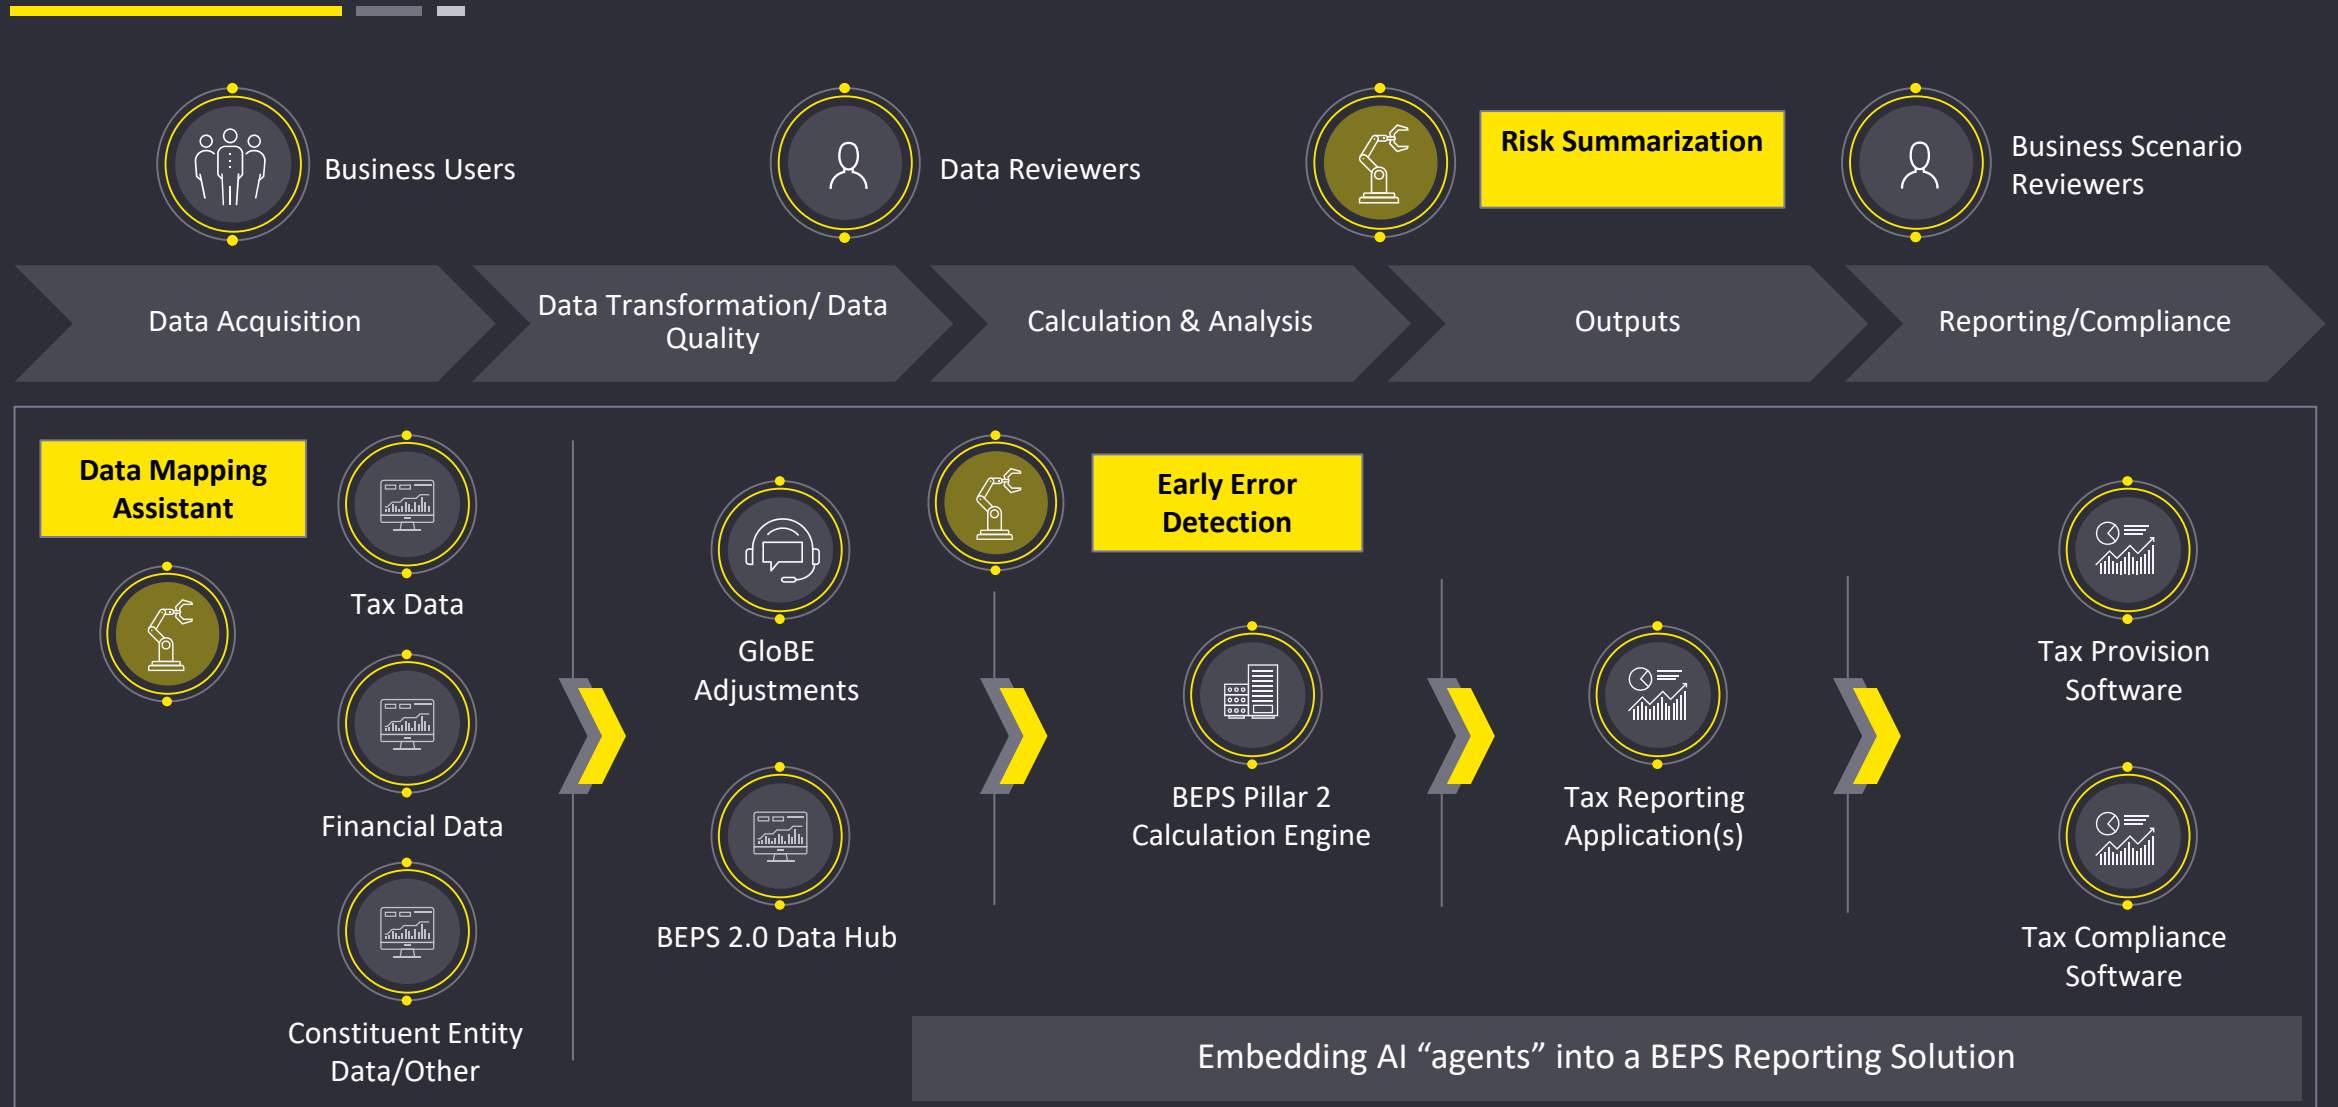 Business Users
Data Reviewers
Risk Summarization
Business Scenario
Reviewers
Data Acquisition
Data Transformation/ Data
Quality
Calculation & Analysis
Outputs
Reporting/Compliance
Data Mapping
Assistant
Tax Data
Financial Data
Constituent Entity
Data/Other
GloBE
Adjustments
BEPS 2.0 Data Hub
Early Error
Detection
BEPS Pillar 2
Calculation Engine
Tax Reporting
Application(s)
Tax Provision
Software
Tax Compliance
Software
Embedding AI “agents” into a BEPS Reporting Solution